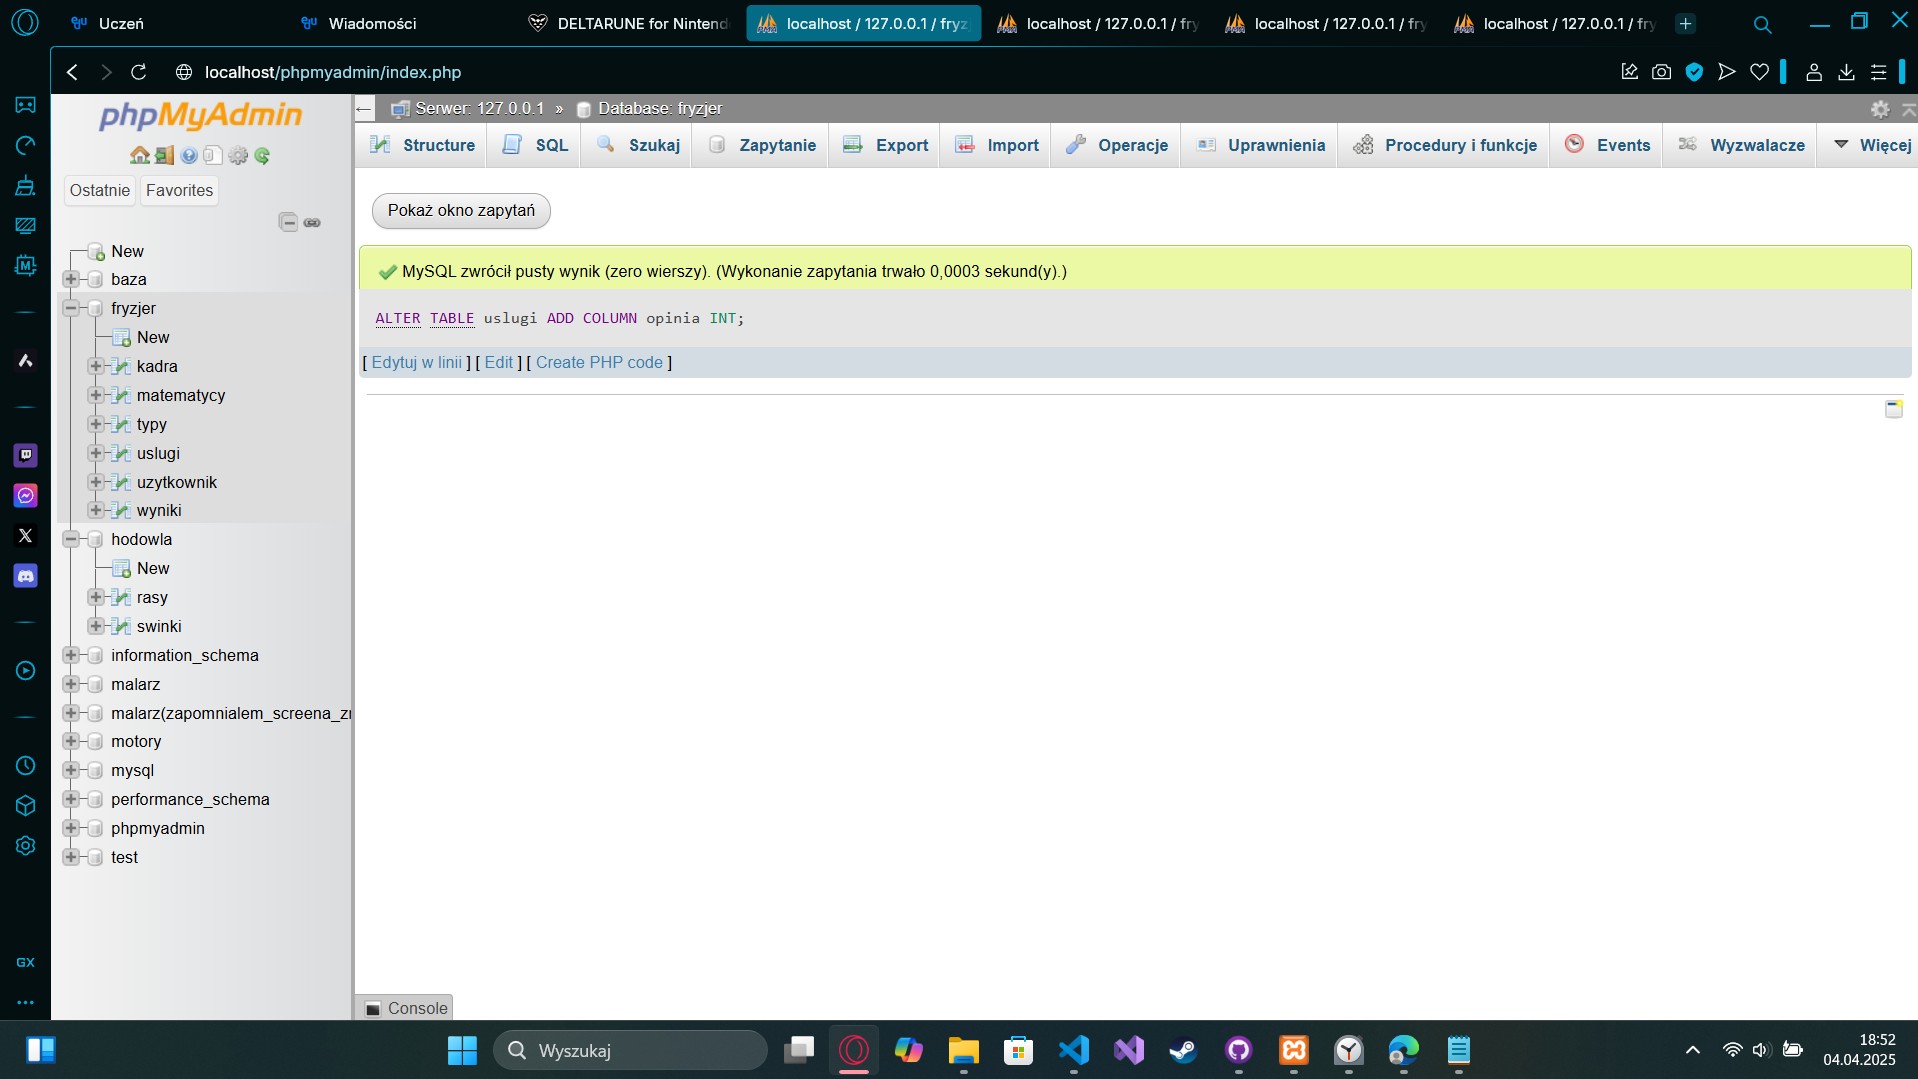 Uczeń
Wiadomości
DELTARUNE for Nintend
localhost / 127.0.0.1 / fryz
localhost / 127.0.0.1 / fry
localhost / 127.0.0.1 / fry
localhost / 127.0.0.1 / fry
localhost/phpmyadmin/index.php
phpMyAdmin
Ostatnie
Favorites
New
baza
fryzjer
New
kadra
matematycy
typy
uslugi
uzytkownik
wyniki
hodowla
New
rasy
swinki
information_schema
malarz
malarz(zapomnialem_screena_zr
motory
mysql
performance_schema
phpmyadmin
test
Serwer: 127.0.0.1 » Database: fryzjer
Structure
SQL
Szukaj
Zapytanie
Export
Import
Operacje
Uprawnienia
Procedury i funkcje
Events
Wyzwalacze
Więcej
Pokaż okno zapytań
MySQL zwrócił pusty wynik (zero wierszy). (Wykonanie zapytania trwało 0,0003 sekund(y).)
ALTER TABLE uslugi ADD COLUMN opinia INT;
[ Edytuj w linii ] [ Edit ] [ Create PHP code ]
Console
GX
Wyszukaj
18:52
04.04.2025